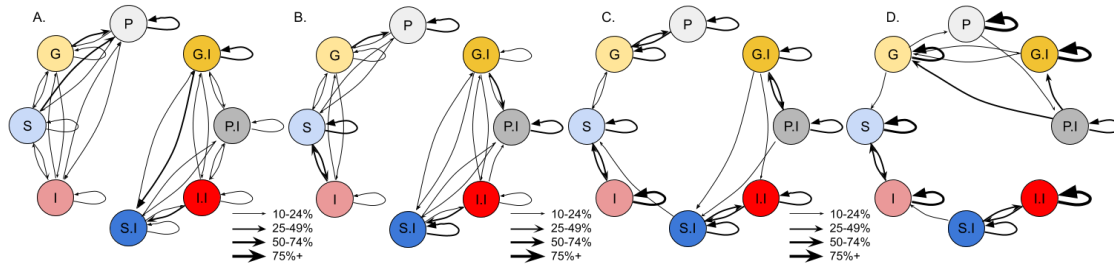 A.
P
G
G.I
S
P.I
I
I.I
S.I
10-24%
25-49%
50-74%
75%+
B.
P
G
G.I
S
P.I
I
I.I
S.I
10-24%
25-49%
50-74%
75%+
C.
P
G
G.I
S
P.I
I
I.I
S.I
10-24%
25-49%
50-74%
75%+
D.
P
G
G.I
S
P.I
I
I.I
S.I